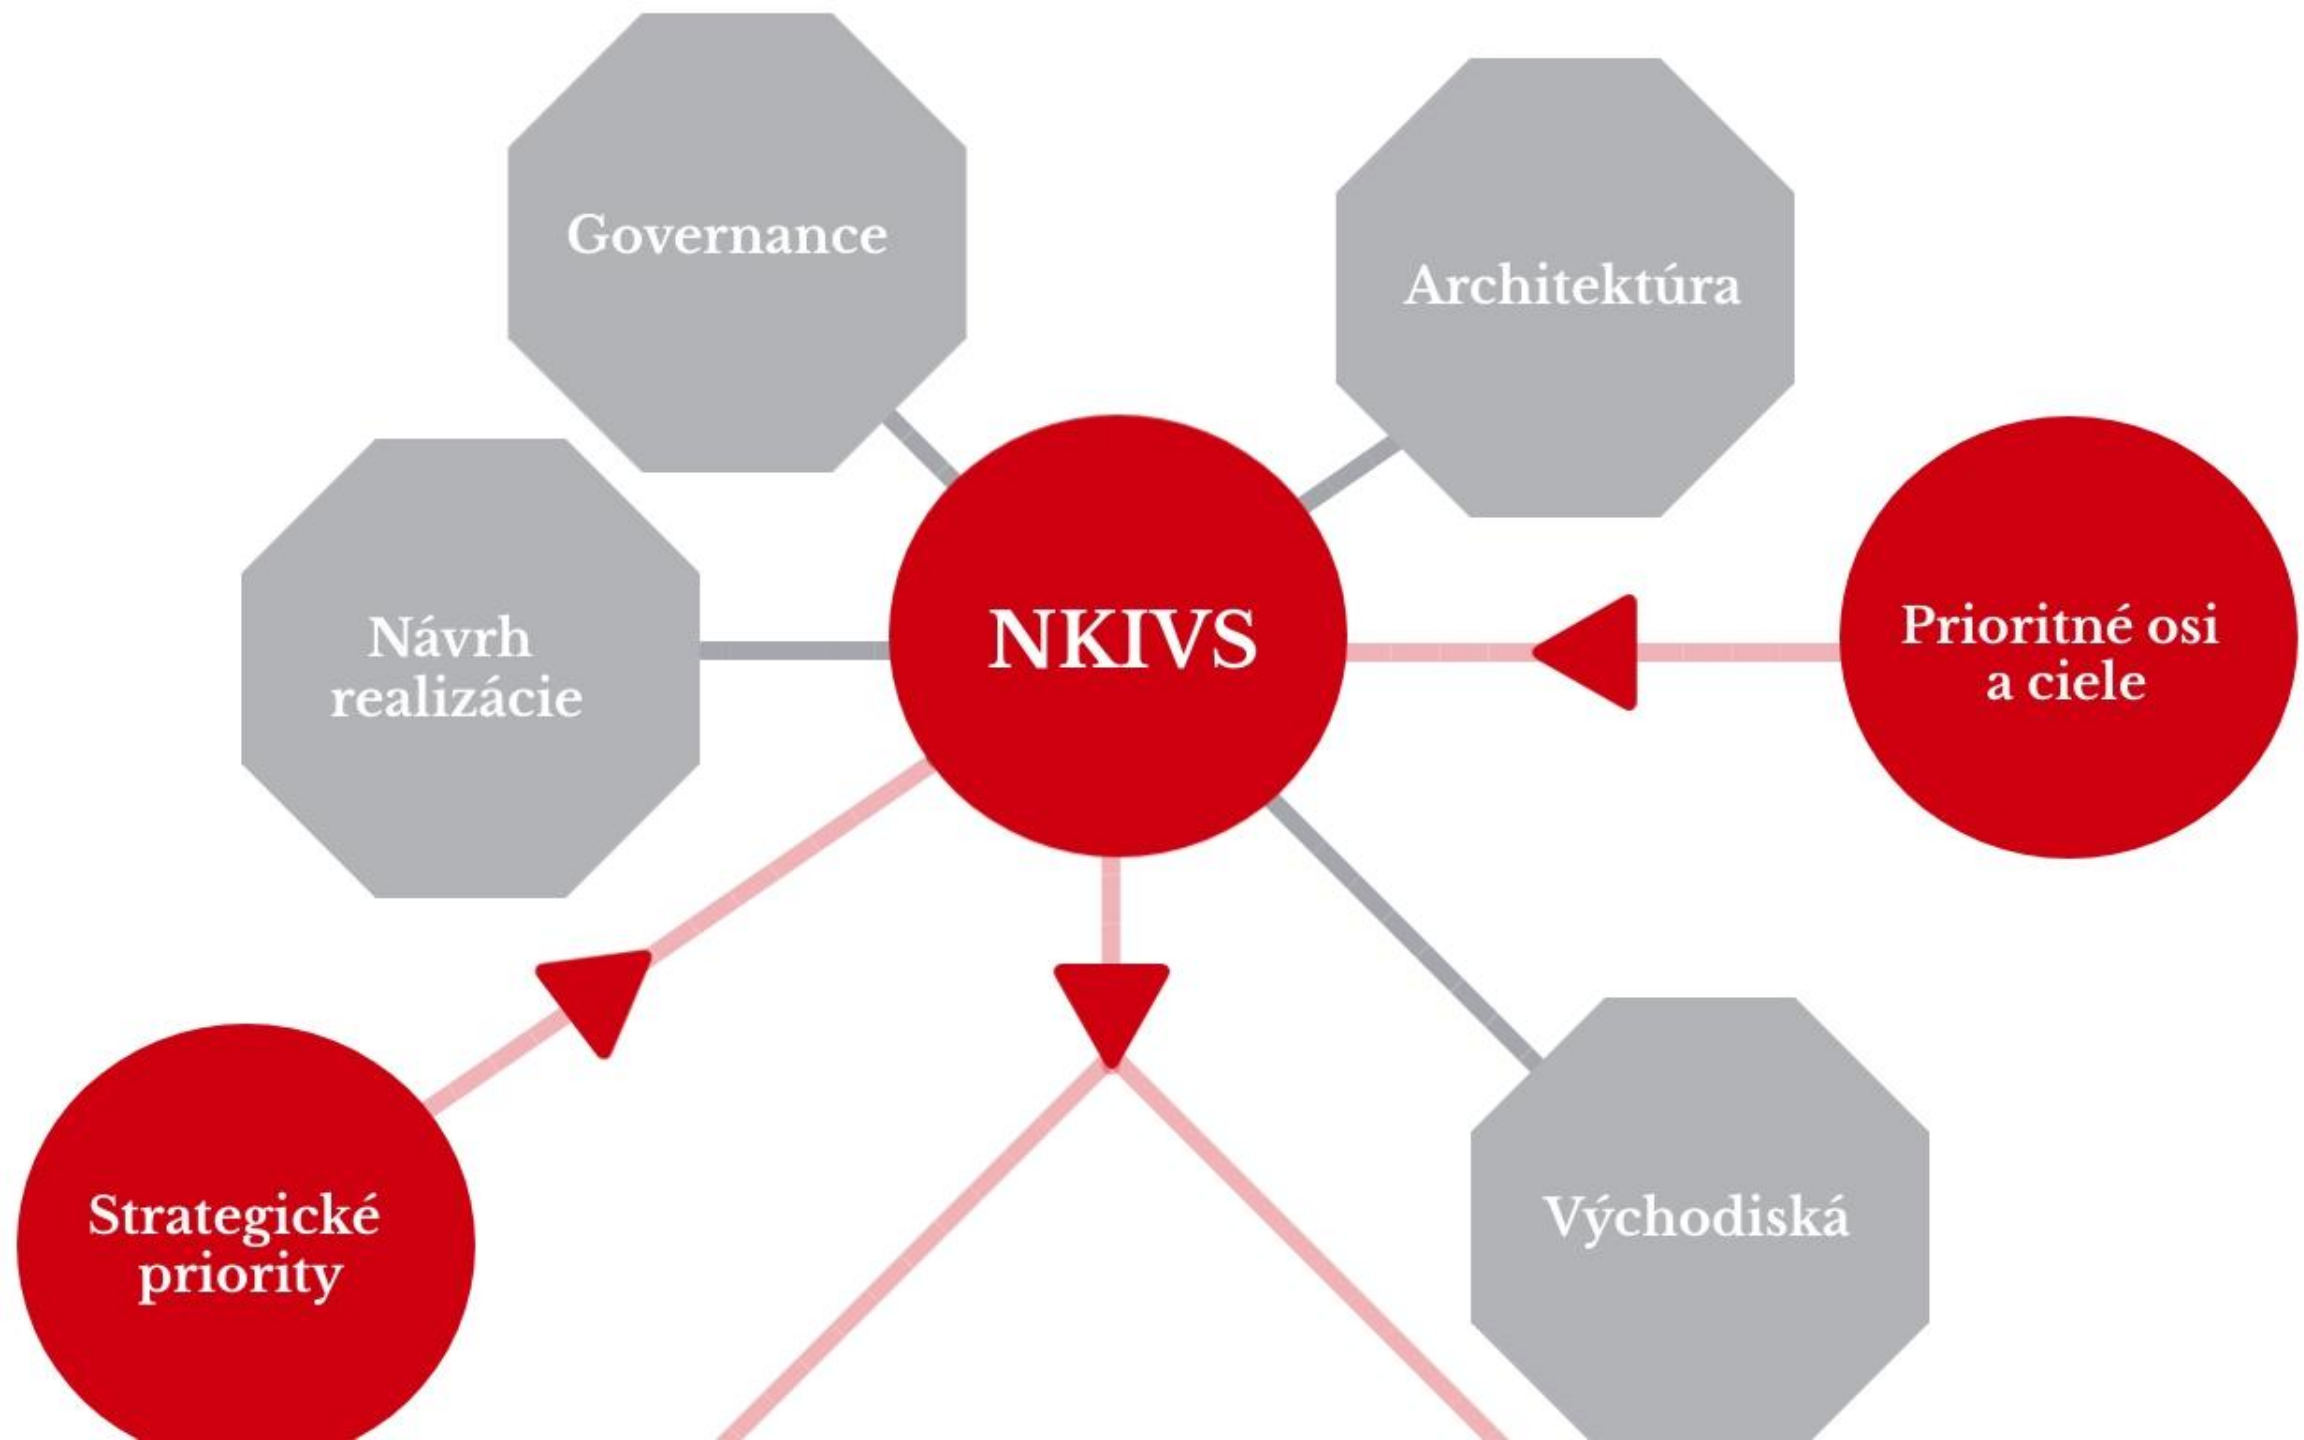 Governance
Architektúra
NKIVS
Prioritné osi
a ciele
Návrh
realizácie
Strategické
priority
Východiská